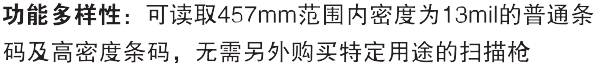 功能多样性：可读取457mm范围内密度为13mil的普通条
码及高密度条码，无需另外购买特定用途的扫描枪